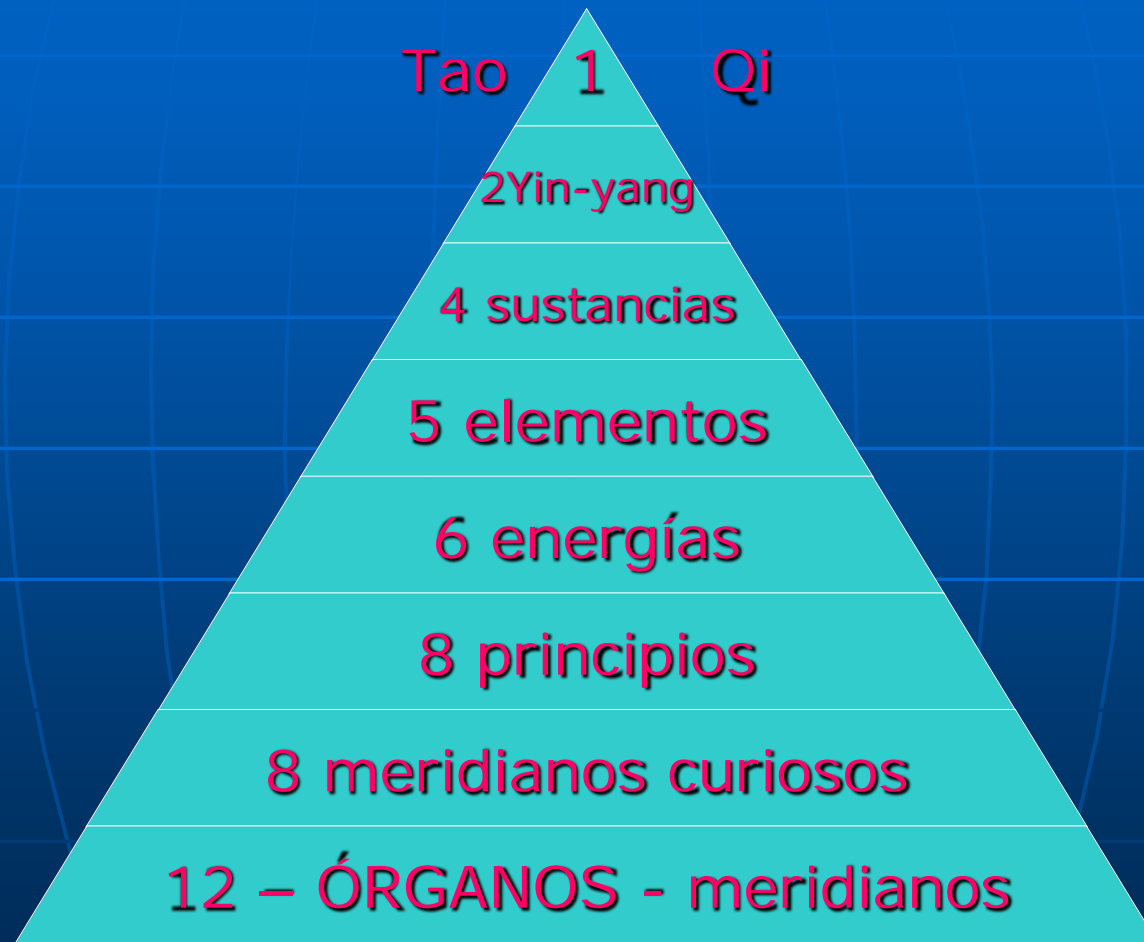 Tao 1 Qi
2Yin-yang
4 sustancias
5 elementos
6 energías
8 principios
8 meridianos curiosos
12 – ÓRGANOS - meridianos